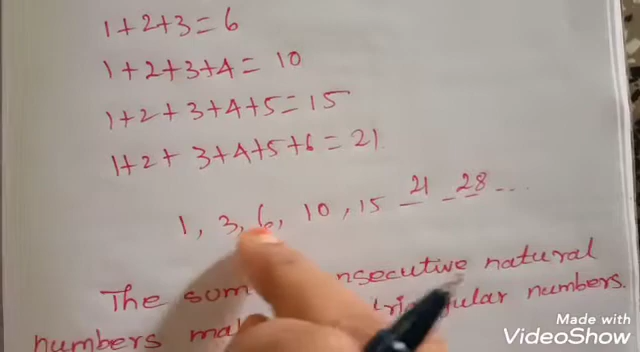 1+2+3=6
1+2+3+4=10
1+2+3+4+5=15
1+2+3+4+5+6=21
1, 3, 6, 10, 15 21 28 ...
The sum nsecutive natural
numbers ma riangular numbers.
Made with
VideoShow